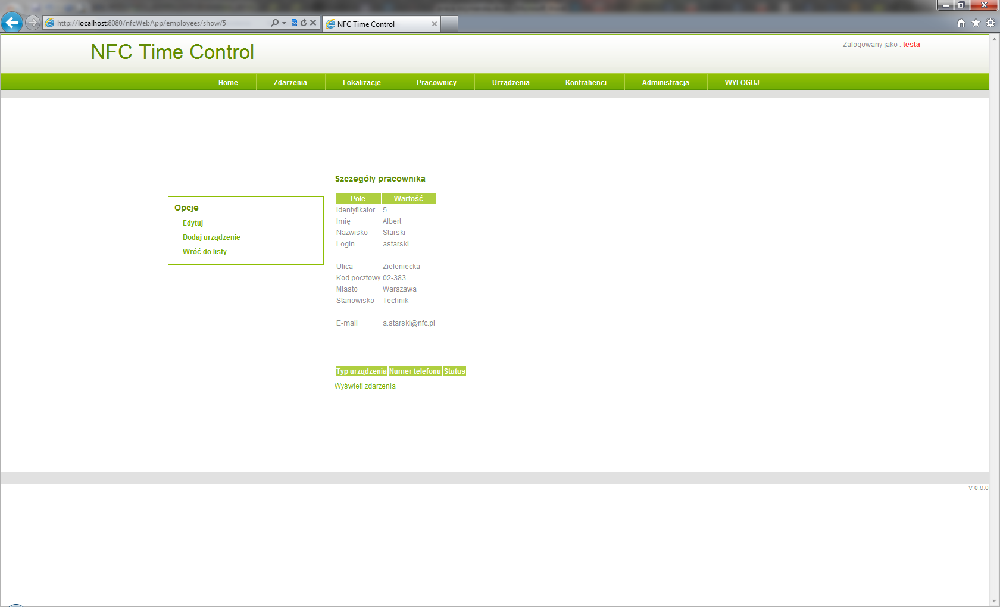 http://localhost:8080/nfcWebApp/employees/show/5
NFC Time Control
NFC Time Control
Zalogowany jako : testa
Home Zdarzenia Lokalizacje Pracownicy Urządzenia Kontrahenci Administracja WYLOGUJ
Opcje
Edytuj
Dodaj urządzenie
Wróć do listy
Szczegóły pracownika
Pole Wartość
Identyfikator 5
Imię Albert
Nazwisko Starski
Login astarski
Ulica Zieleniecka
Kod pocztowy 02-383
Miasto Warszawa
Stanowisko Technik
E-mail a.starski@nfc.pl
Typ urządzenia Numer telefonu Status
Wyświetl zdarzenia
V 0.6.0